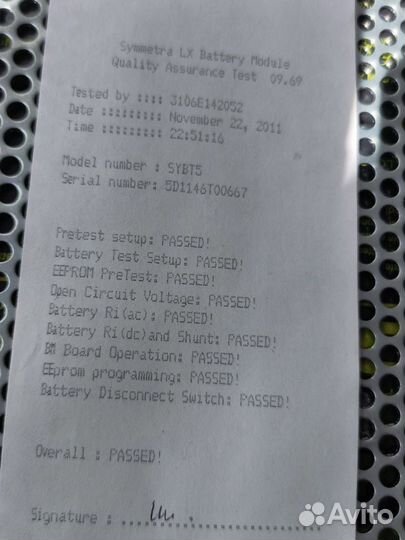 Symmetra LX Battery Module
Quality Assurance Test 09.69
Tested by :::: 3106E142052
Date ::::::::: November 22, 2011
Time ::::::::: 22:51:16
Model number : SYBT5
Serial number: 5D1146T00667
Pretest setup: PASSED!
Battery Test Setup: PASSED!
EEPROM PreTest: PASSED!
Open Circuit Voltage: PASSED!
Battery Ri(ac): PASSED!
Battery Ri(dc)and Shunt: PASSED!
BM Board Operation: PASSED!
EEprom programming: PASSED!
Battery Disconnect Switch: PASSED!
Overall : PASSED!
Signature : ..................
Avito